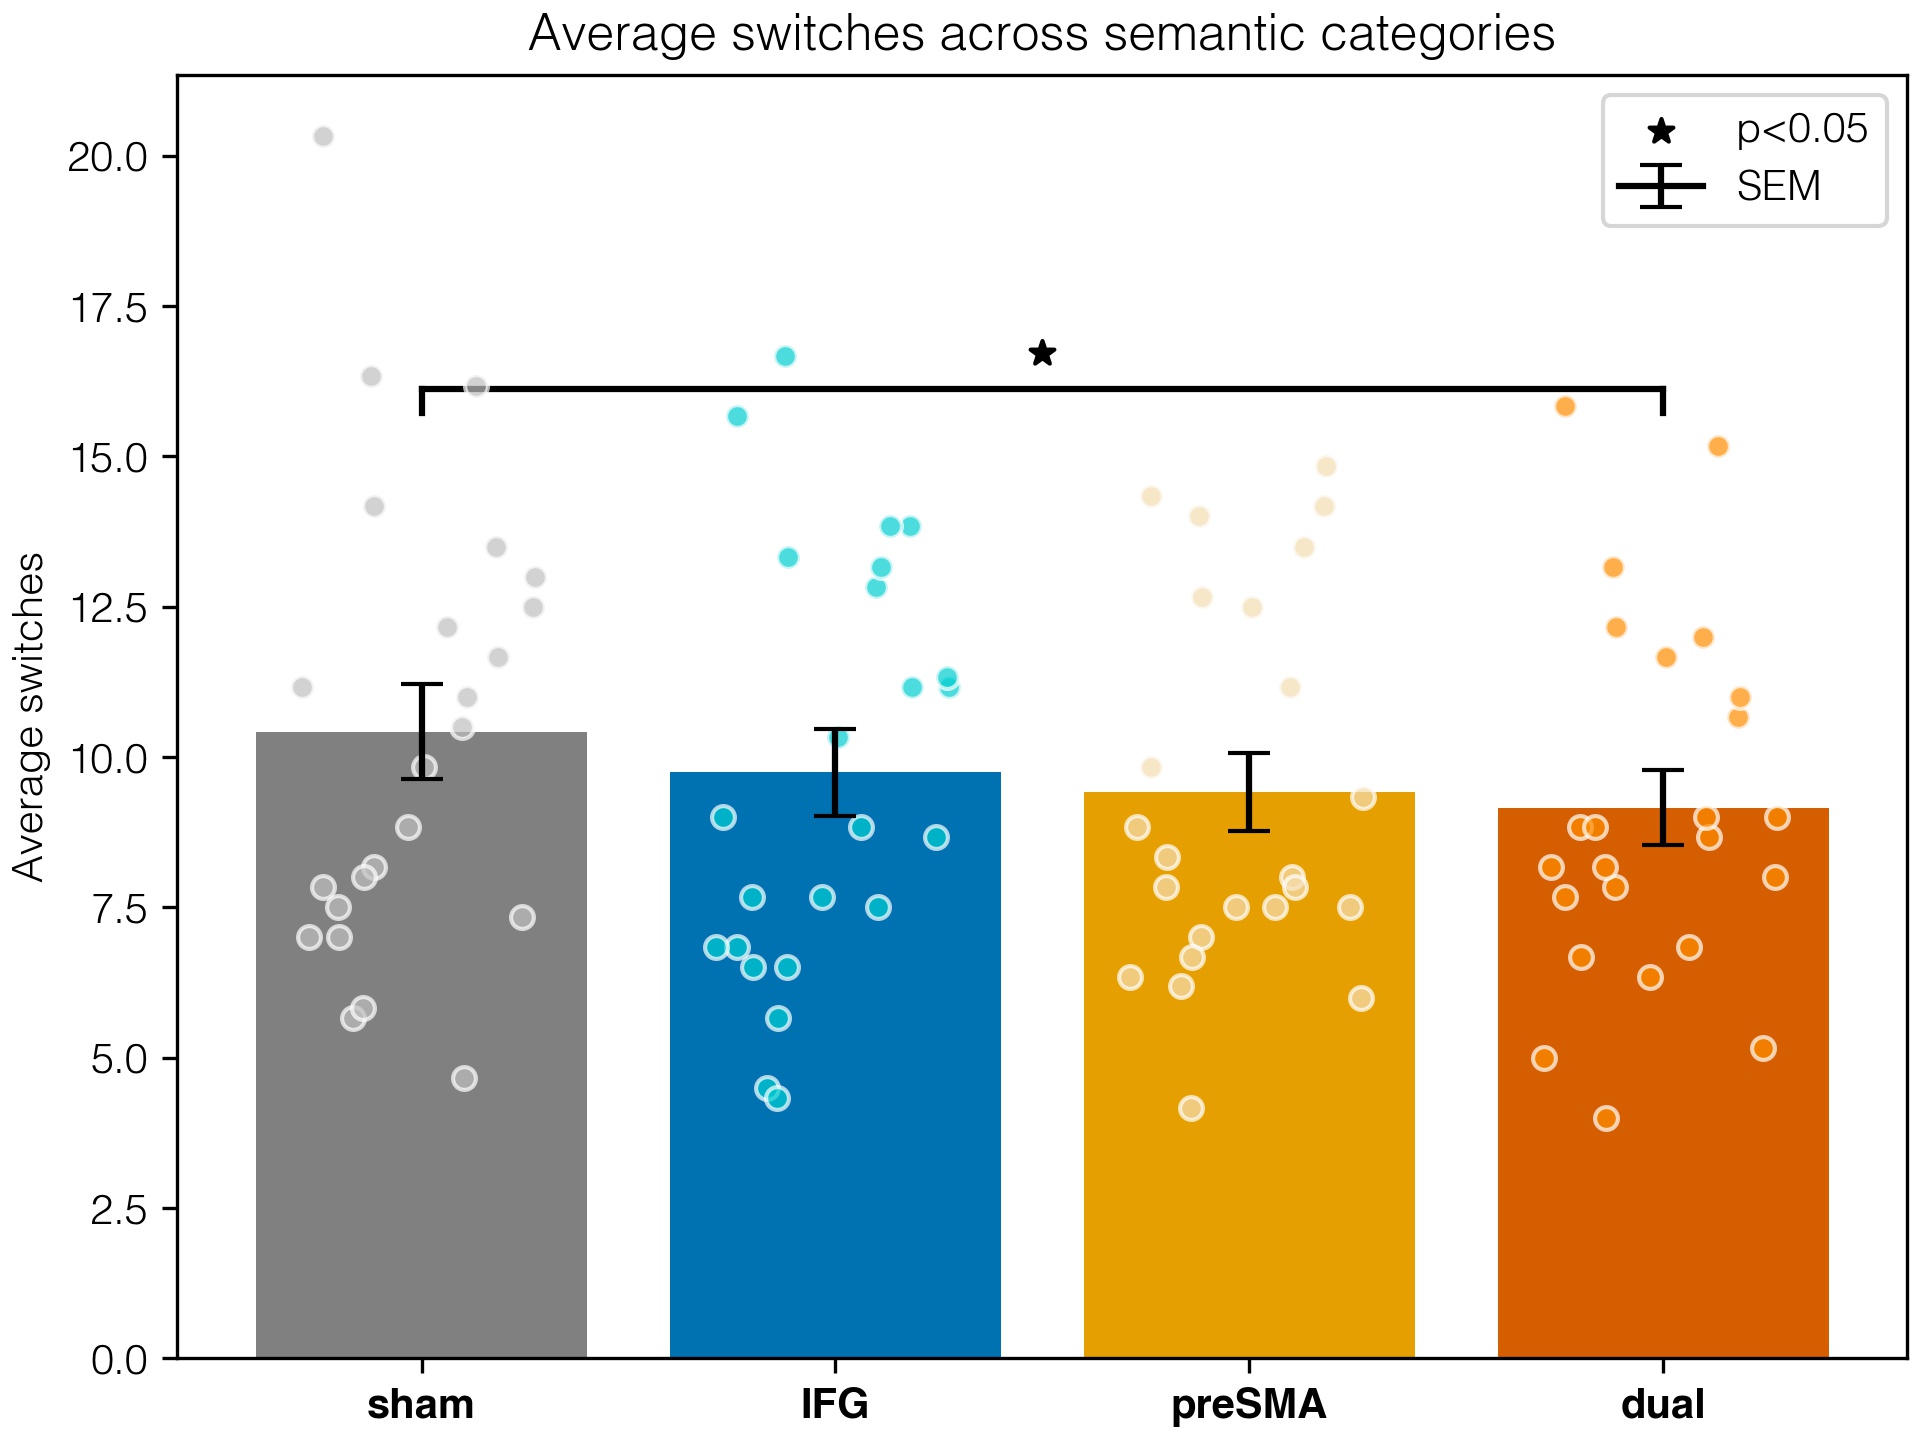 Average switches across semantic categories
p<0.05
SEM
Average switches
20.0
17.5
15.0
12.5
10.0
7.5
5.0
2.5
0.0
sham
IFG
preSMA
dual